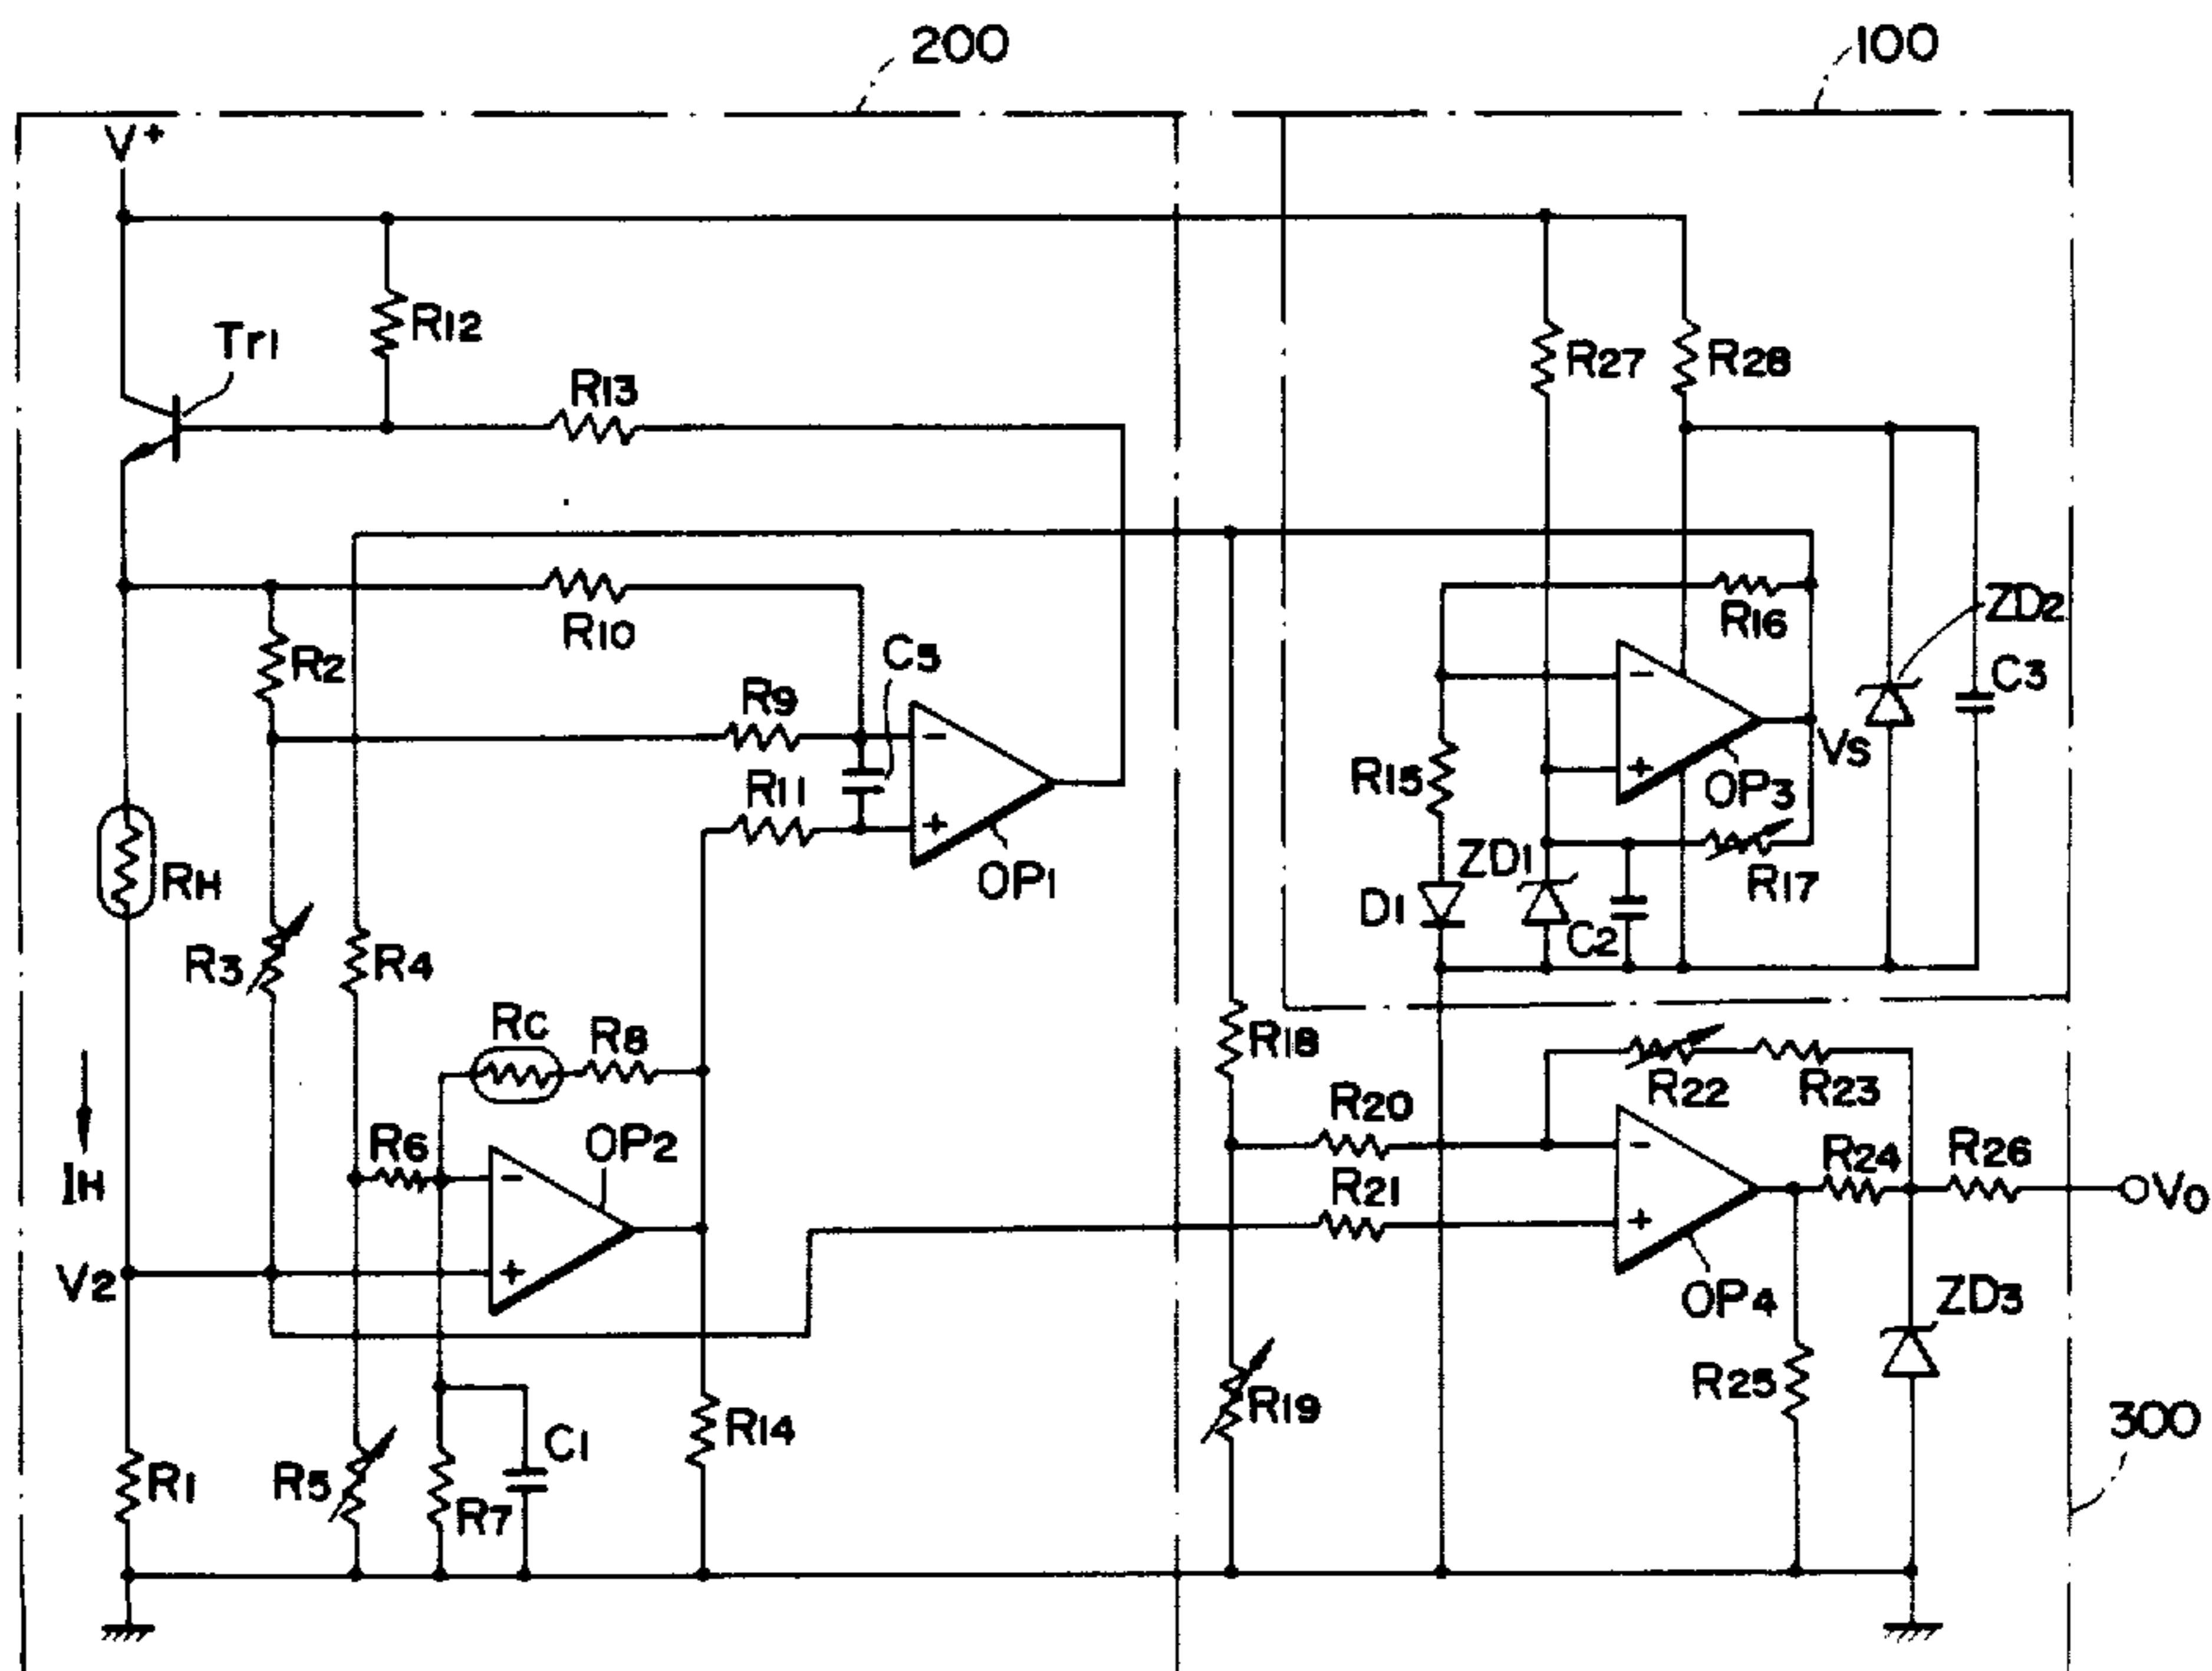 200
100
V+
Tr1
R12
R13
R27
R28
R10
R2
C5
R9
R11
OP1
R16
ZD2
C3
R15
OP3
VS
ZD1
R17
D1
C2
RH
R3
R4
RC
R8
R6
OP2
IH
V2
R18
R20
R21
R22
R23
R24
R26
VO
OP4
ZD3
R25
R19
R14
R1
R5
R7
C1
300